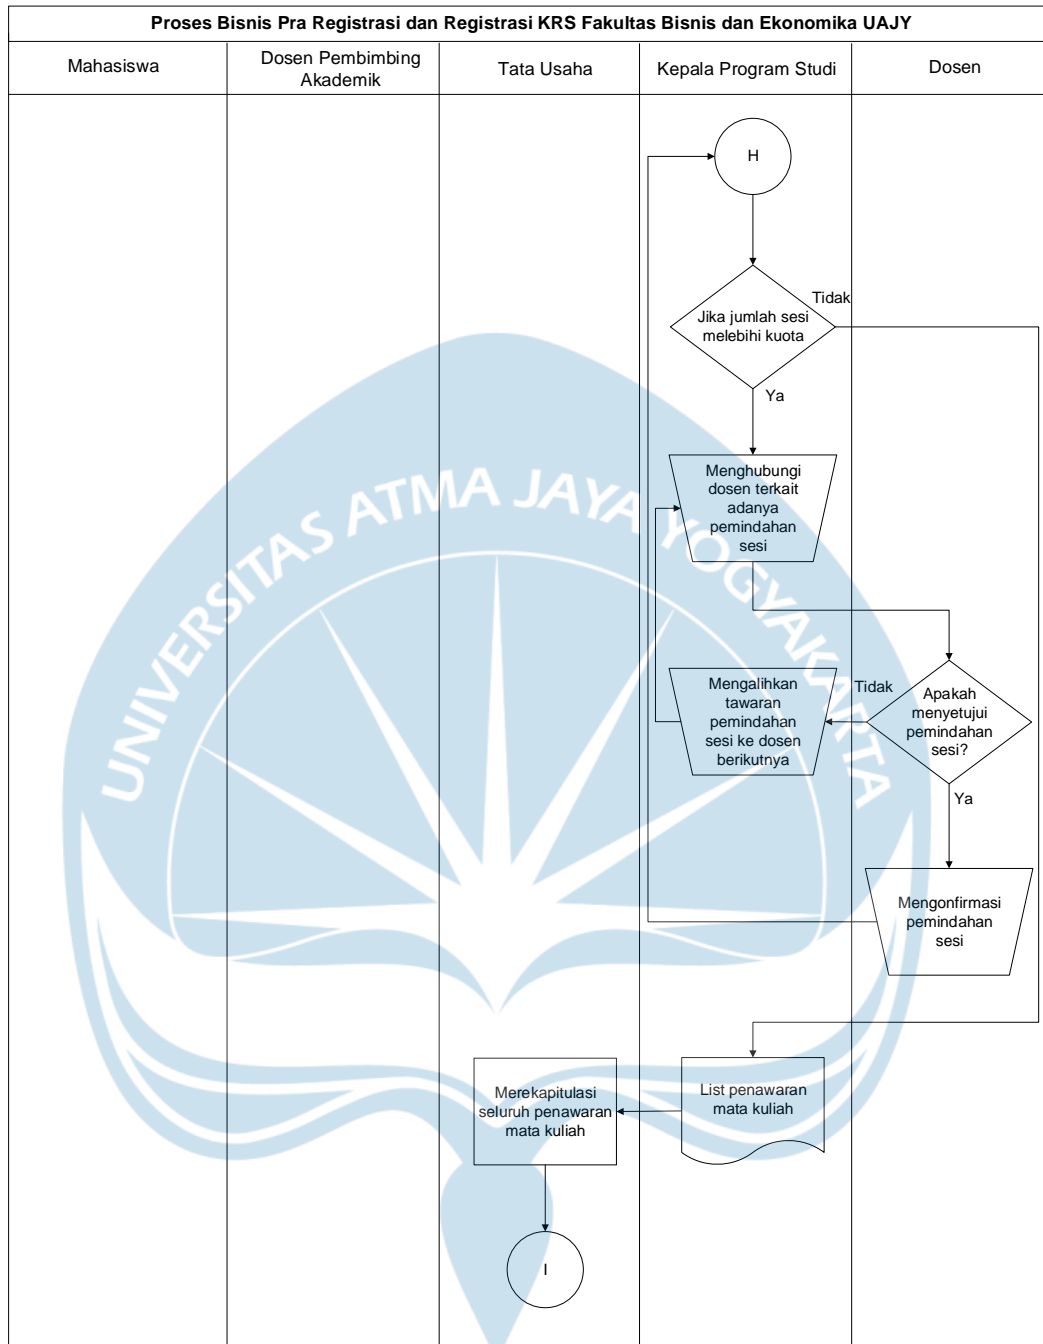 Proses Bisnis Pra Registrasi dan Registrasi KRS Fakultas Bisnis dan Ekonomika UAJY
Mahasiswa
Dosen Pembimbing
Akademik
Tata Usaha
Kepala Program Studi
Dosen
H
Tidak
Jika jumlah sesi
melebihi kuota
Ya
Menghubungi
dosen terkait
adanya
pemindahan
sesi
UNIVERSITAS ATMA JAYA YOGYAKARTA
Mengalihkan
tawaran
pemindahan
sesi ke dosen
berikutnya
Tidak
Apakah
menyetujui
pemindahan
sesi?
Ya
Mengonfirmasi
pemindahan
sesi
Merekapitulasi
seluruh penawaran
mata kuliah
List penawaran
mata kuliah
I